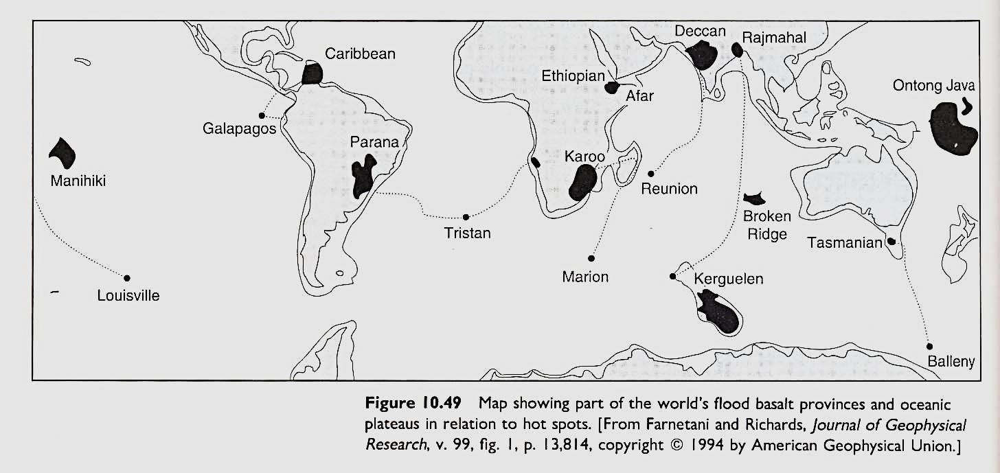 Deccan
Rajmahal
Caribbean
Ethiopian
Afar
Ontong Java
Galapagos
Parana
Karoo
Manihiki
Reunion
Broken
Ridge
Tristan
Tasmanian
Marion
Kerguelen
Louisville
Balleny
Figure 10.49 Map showing part of the world's flood basalt provinces and oceanic
plateaus in relation to hot spots. [From Farnetani and Richards, Journal of Geophysical
Research, v. 99, fig. 1, p. 13,814, copyright © 1994 by American Geophysical Union.]